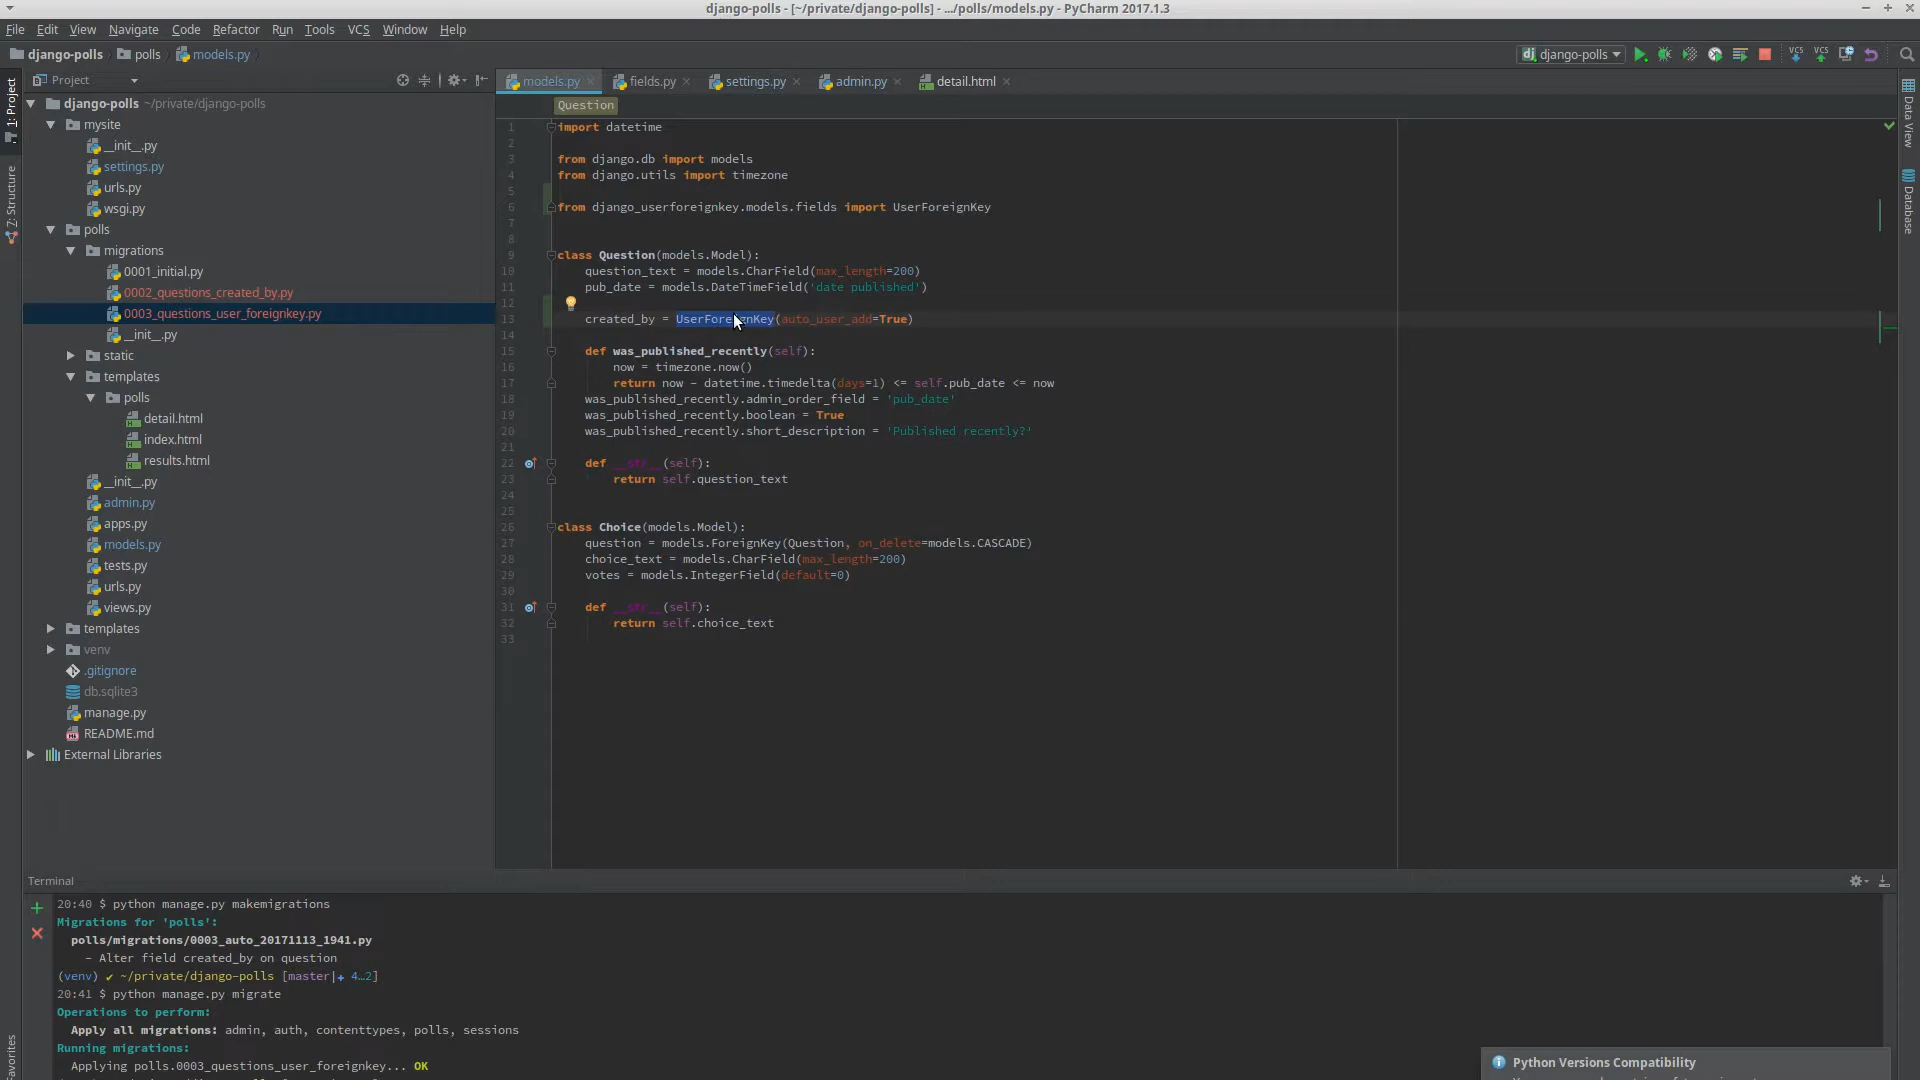 django-polls - [~/private/django-polls] - .../polls/models.py - PyCharm 2017.1.3
File Edit View Navigate Code Refactor Run Tools VCS Window Help
django-polls polls models.py
django-polls
VCS VCS
Project
models.py fields.py settings.py admin.py detail.html
Question
1: Project
Z: Structure
Favorites
Data View
Database
django-polls ~/private/django-polls
mysite
__init__.py
settings.py
urls.py
wsgi.py
polls
migrations
0001_initial.py
0002_questions_created_by.py
0003_questions_user_foreignkey.py
__init__.py
static
templates
polls
detail.html
index.html
results.html
__init__.py
admin.py
apps.py
models.py
tests.py
urls.py
views.py
templates
venv
.gitignore
db.sqlite3
manage.py
README.md
External Libraries
1 import datetime
2
3 from django.db import models
4 from django.utils import timezone
5
6 from django_userforeignkey.models.fields import UserForeignKey
7
8
9 class Question(models.Model):
10 question_text = models.CharField(max_length=200)
11 pub_date = models.DateTimeField('date published')
12
13 created_by = UserForeignKey(auto_user_add=True)
14
15 def was_published_recently(self):
16 now = timezone.now()
17 return now - datetime.timedelta(days=1) <= self.pub_date <= now
18 was_published_recently.admin_order_field = 'pub_date'
19 was_published_recently.boolean = True
20 was_published_recently.short_description = 'Published recently?'
21
22 def __str__(self):
23 return self.question_text
24
25
26 class Choice(models.Model):
27 question = models.ForeignKey(Question, on_delete=models.CASCADE)
28 choice_text = models.CharField(max_length=200)
29 votes = models.IntegerField(default=0)
30
31 def __str__(self):
32 return self.choice_text
33
Terminal
20:40 $ python manage.py makemigrations
Migrations for 'polls':
polls/migrations/0003_auto_20171113_1941.py
- Alter field created_by on question
(venv) ✔ ~/private/django-polls [master|✚ 4…2]
20:41 $ python manage.py migrate
Operations to perform:
Apply all migrations: admin, auth, contenttypes, polls, sessions
Running migrations:
Applying polls.0003_questions_user_foreignkey... OK
Python Versions Compatibility